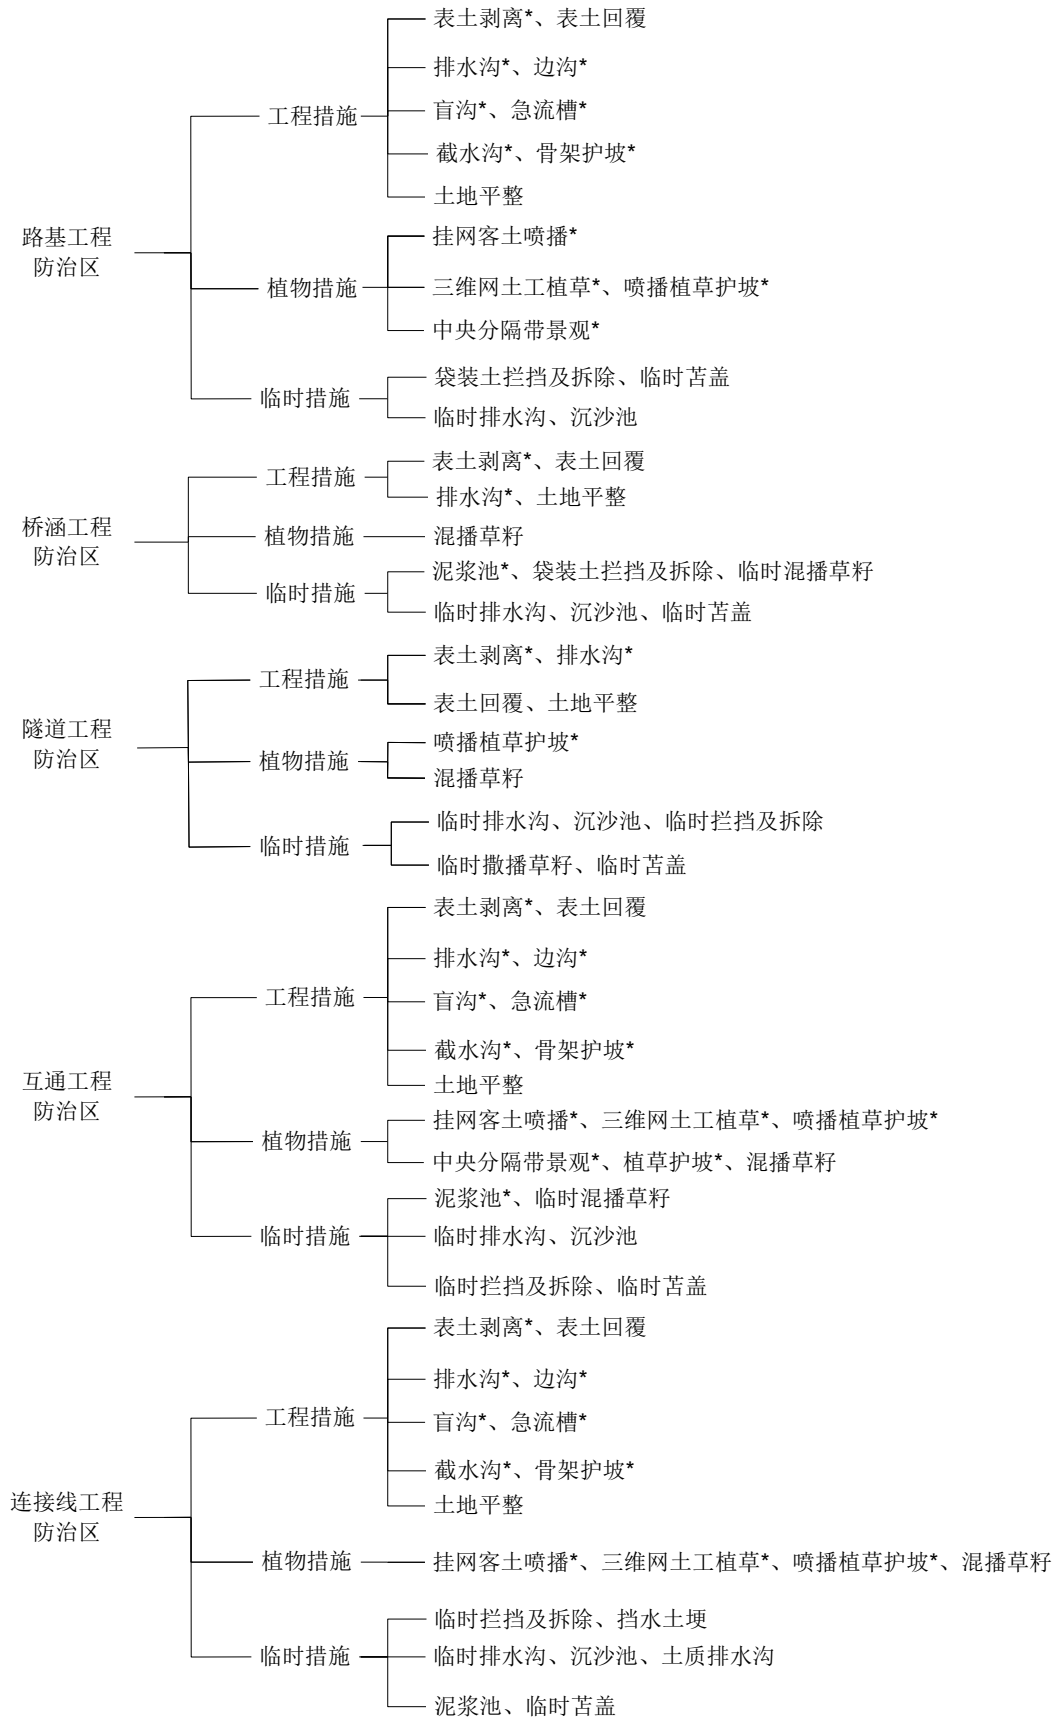 路基工程
防治区
工程措施
表土剥离*、表土回覆
排水沟*、边沟*
盲沟*、急流槽*
截水沟*、骨架护坡*
土地平整
植物措施
挂网客土喷播*
三维网土工植草*、喷播植草护坡*
中央分隔带景观*
临时措施
袋装土拦挡及拆除、临时苫盖
临时排水沟、沉沙池
桥涵工程
防治区
工程措施
表土剥离*、表土回覆
排水沟*、土地平整
植物措施
混播草籽
临时措施
泥浆池*、袋装土拦挡及拆除、临时混播草籽
临时排水沟、沉沙池、临时苫盖
隧道工程
防治区
工程措施
表土剥离*、排水沟*
表土回覆、土地平整
植物措施
喷播植草护坡*
混播草籽
临时措施
临时排水沟、沉沙池、临时拦挡及拆除
临时撒播草籽、临时苫盖
互通工程
防治区
工程措施
表土剥离*、表土回覆
排水沟*、边沟*
盲沟*、急流槽*
截水沟*、骨架护坡*
土地平整
植物措施
挂网客土喷播*、三维网土工植草*、喷播植草护坡*
中央分隔带景观*、植草护坡*、混播草籽
临时措施
泥浆池*、临时混播草籽
临时排水沟、沉沙池
临时拦挡及拆除、临时苫盖
连接线工程
防治区
工程措施
表土剥离*、表土回覆
排水沟*、边沟*
盲沟*、急流槽*
截水沟*、骨架护坡*
土地平整
植物措施
挂网客土喷播*、三维网土工植草*、喷播植草护坡*、混播草籽
临时措施
临时拦挡及拆除、挡水土埂
临时排水沟、沉沙池、土质排水沟
泥浆池、临时苫盖